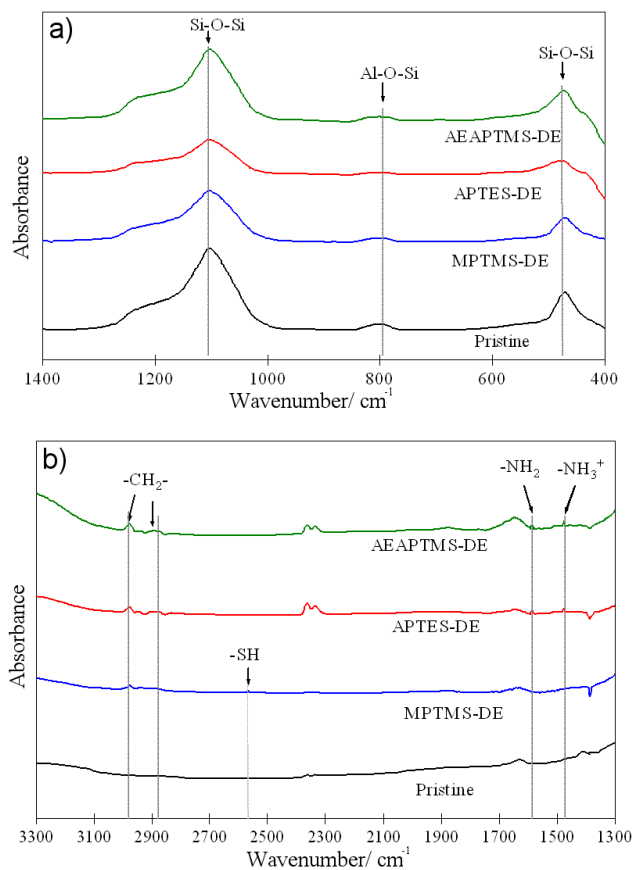 a)
Si-O-Si
Al-O-Si
Si-O-Si
AEAPTMS-DE
APTES-DE
MPTMS-DE
Pristine
Absorbance
1400 1200 1000 800 600 400
Wavenumber/ cm⁻¹
b)
-CH₂-
-NH₂
-NH₃⁺
AEAPTMS-DE
APTES-DE
-SH
MPTMS-DE
Pristine
Absorbance
3300 3100 2900 2700 2500 2300 2100 1900 1700 1500 1300
Wavenumber/ cm⁻¹